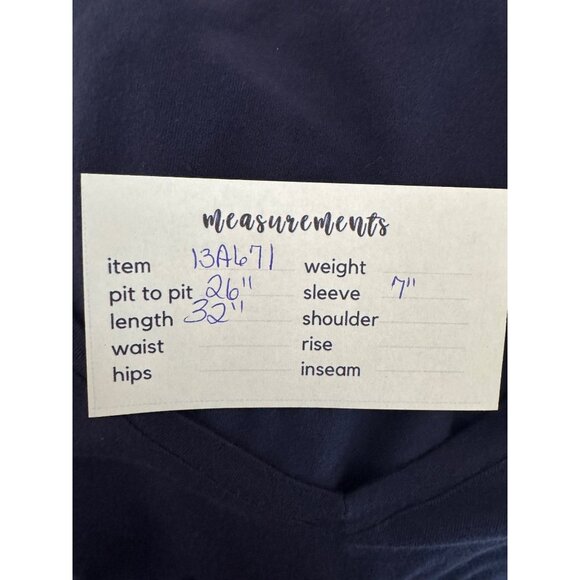 measurements
item 13A671 weight
pit to pit 26" sleeve 7"
length 32" shoulder
waist rise
hips inseam